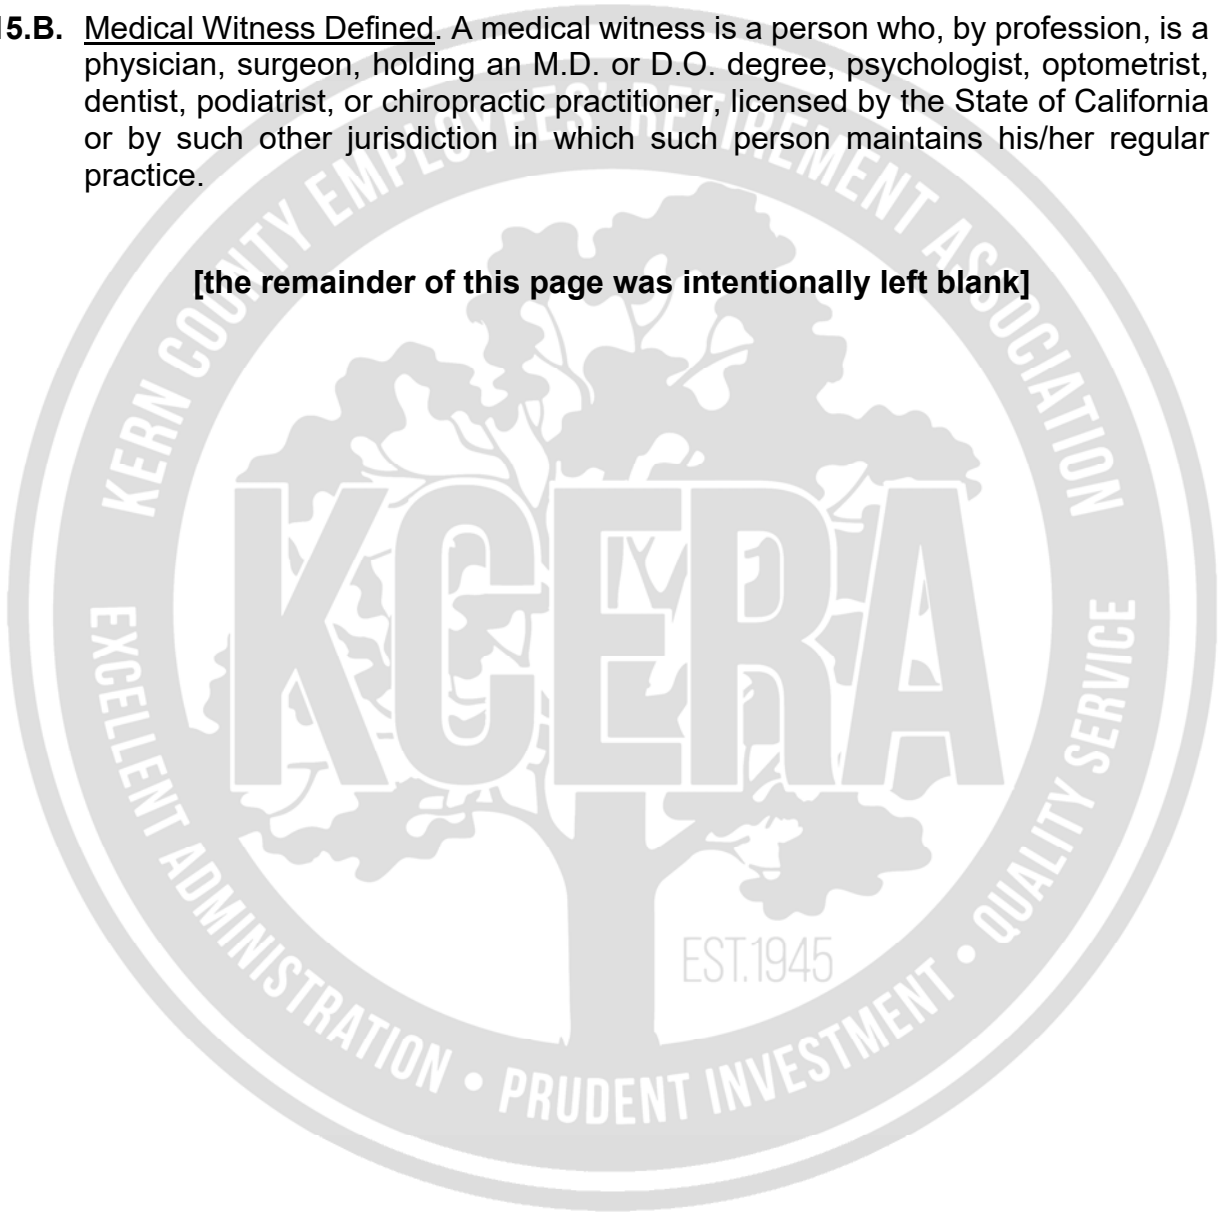 15.B. Medical Witness Defined. A medical witness is a person who, by profession, is a
physician, surgeon, holding an M.D. or D.O. degree, psychologist, optometrist,
dentist, podiatrist, or chiropractic practitioner, licensed by the State of California
or by such other jurisdiction in which such person maintains his/her regular
practice.
[the remainder of this page was intentionally left blank]
KERN COUNTY EMPLOYEES' RETIREMENT ASSOCIATION
KCERA
EST.1945
EXCELLENT ADMINISTRATION • PRUDENT INVESTMENT • QUALITY SERVICE